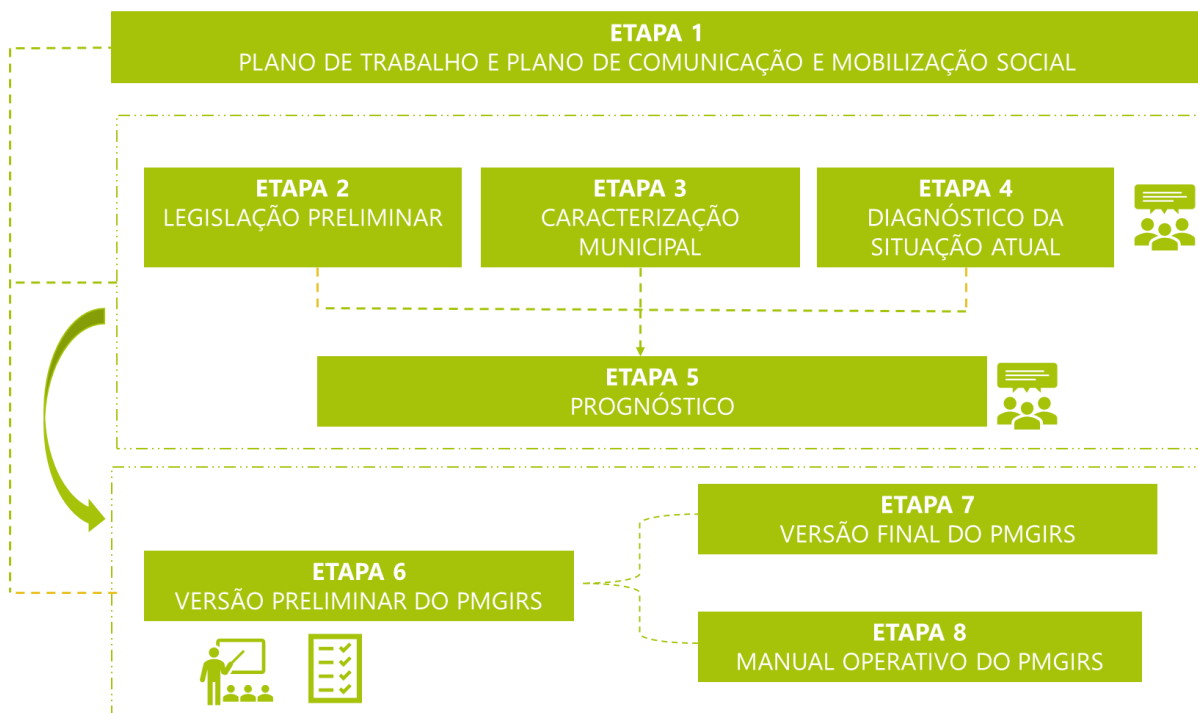 ETAPA 1
PLANO DE TRABALHO E PLANO DE COMUNICAÇÃO E MOBILIZAÇÃO SOCIAL
ETAPA 2
LEGISLAÇÃO PRELIMINAR
ETAPA 3
CARACTERIZAÇÃO
MUNICIPAL
ETAPA 4
DIAGNÓSTICO DA
SITUAÇÃO ATUAL
ETAPA 5
PROGNÓSTICO
ETAPA 6
VERSÃO PRELIMINAR DO PMGIRS
ETAPA 7
VERSÃO FINAL DO PMGIRS
ETAPA 8
MANUAL OPERATIVO DO PMGIRS